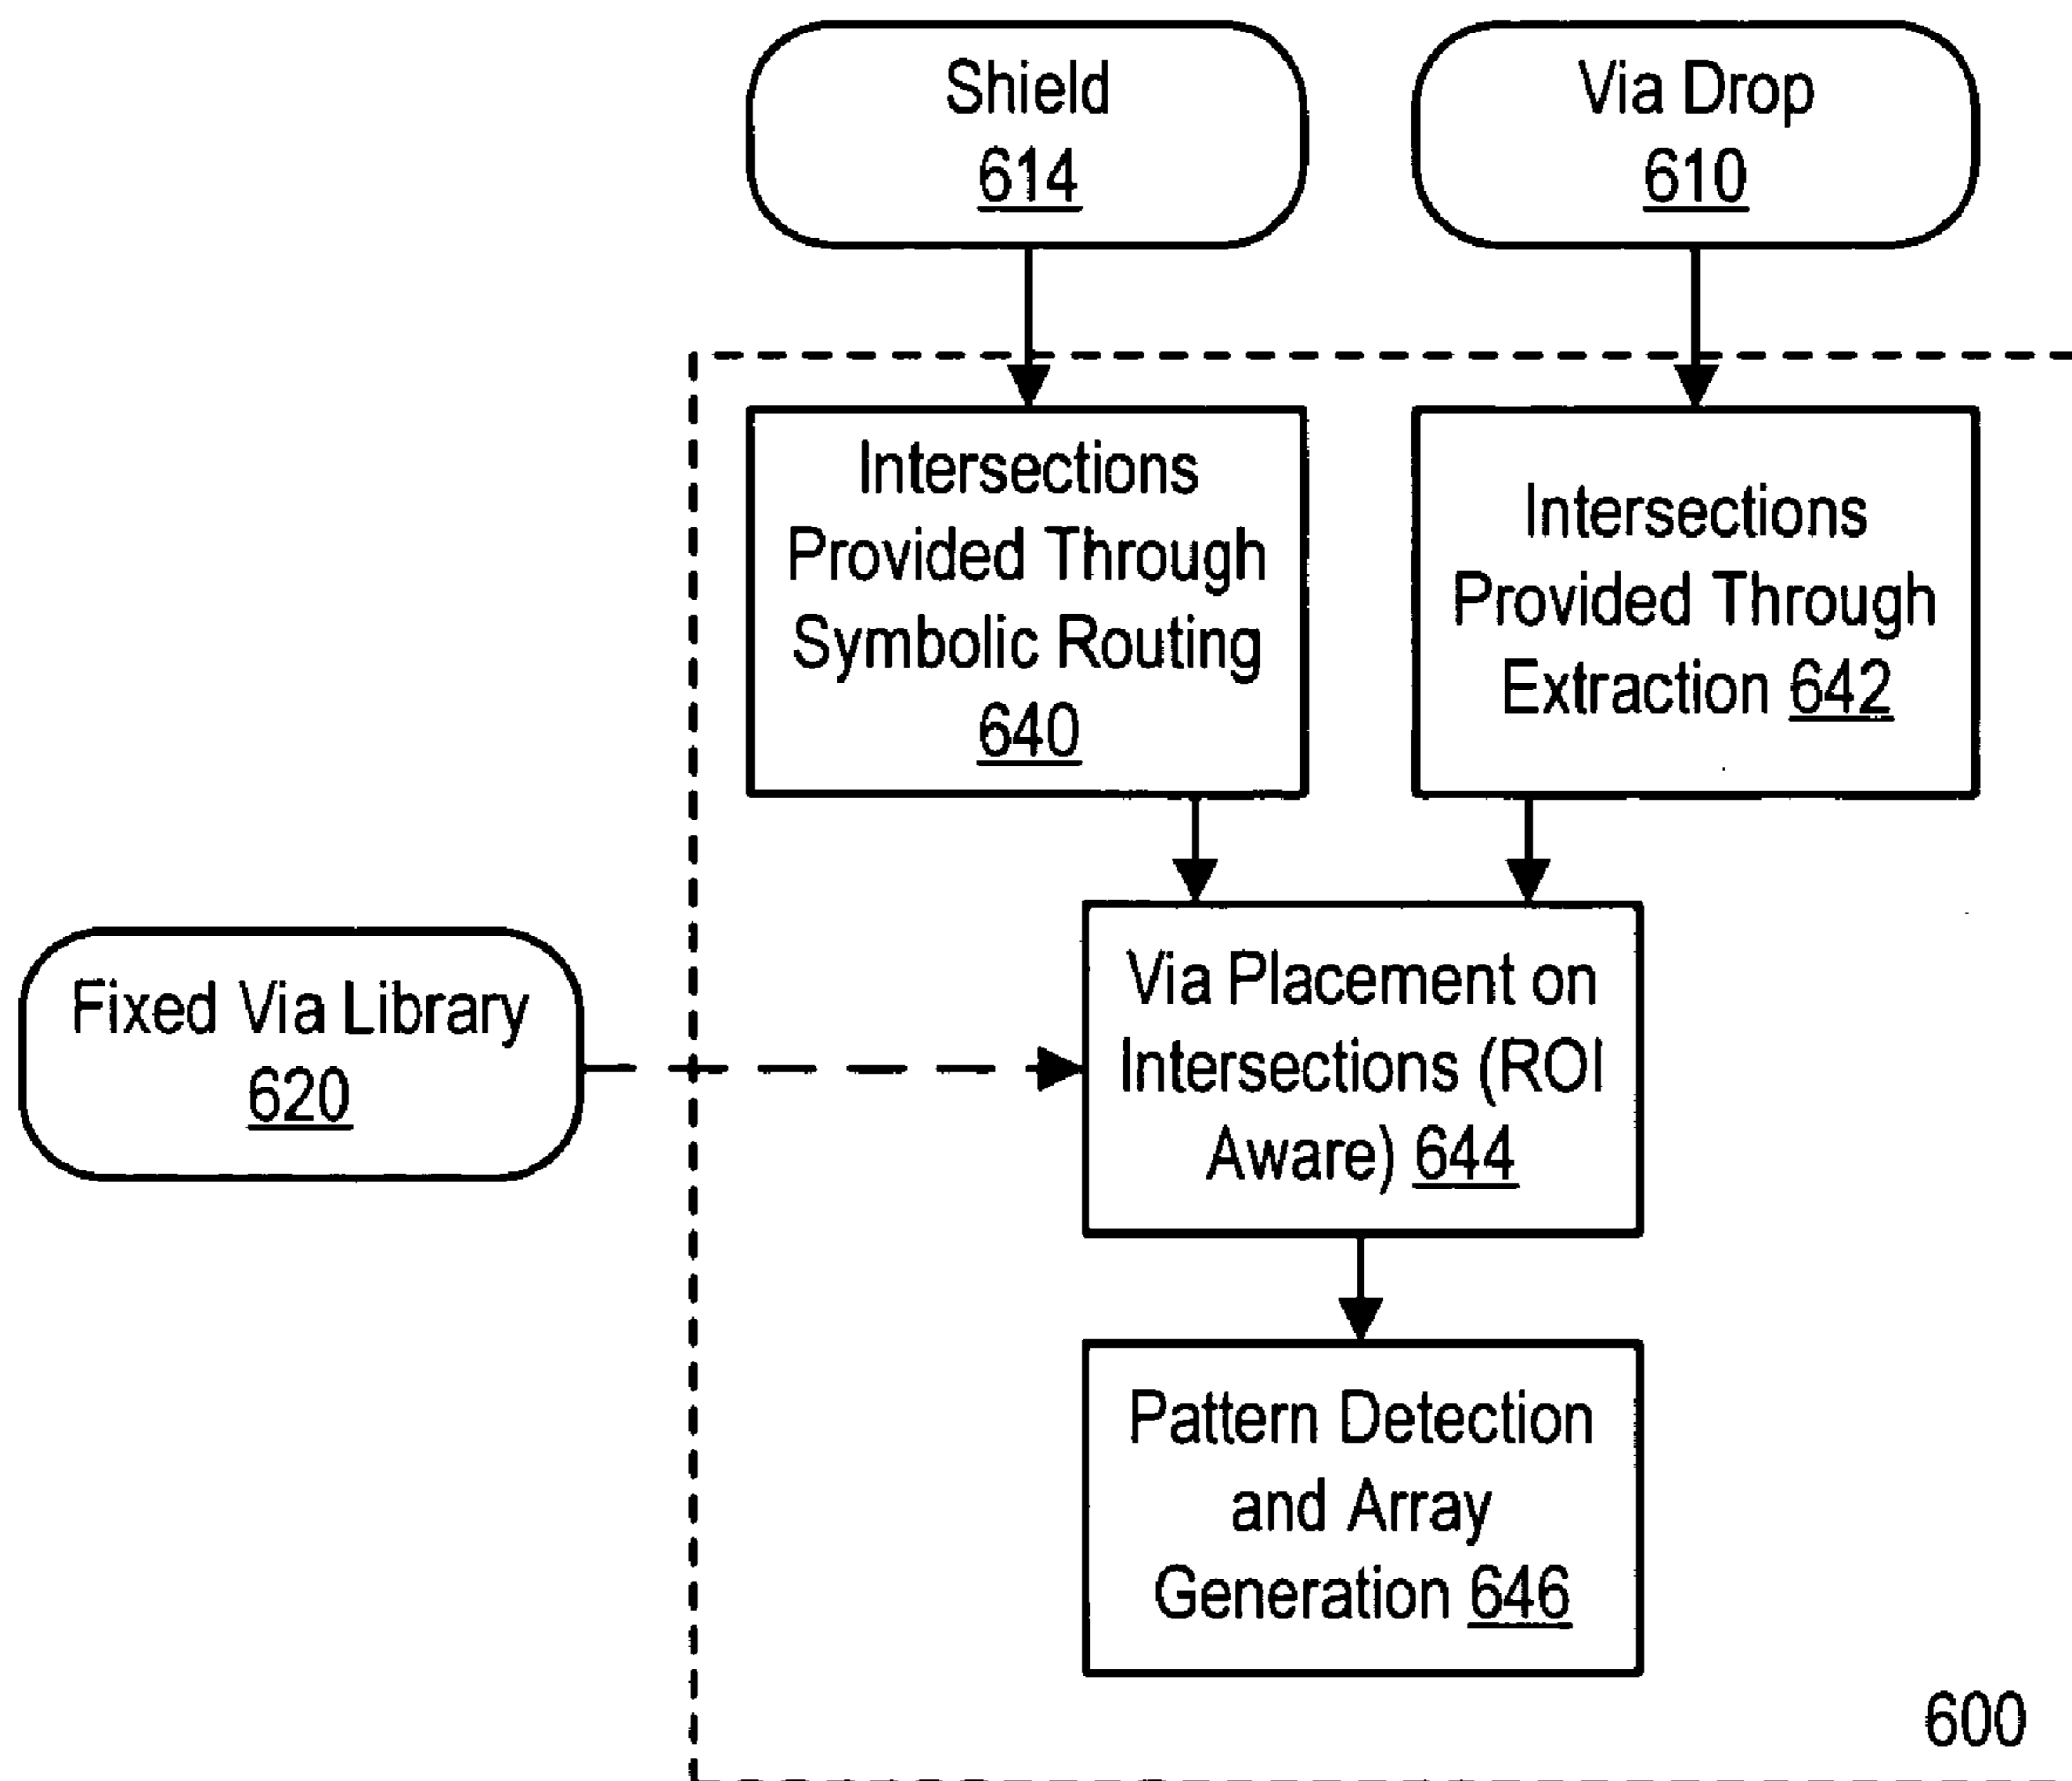 Shield
614
Via Drop
610
Intersections
Provided Through
Symbolic Routing
640
Intersections
Provided Through
Extraction 642
Fixed Via Library
620
Via Placement on
Intersections (ROI
Aware) 644
Pattern Detection
and Array
Generation 646
600